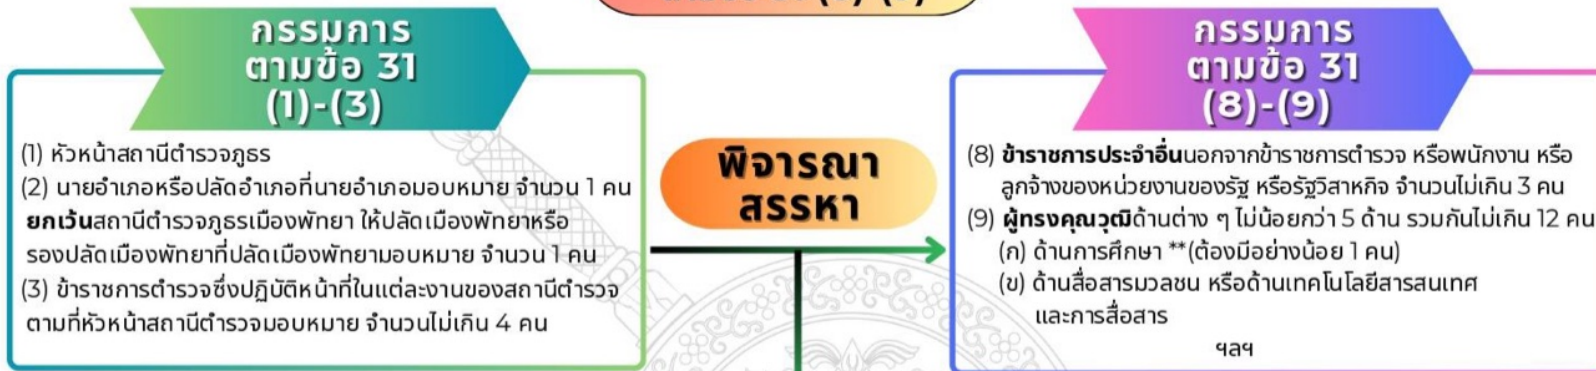 กรรมการ
ตามข้อ 31
(1)-(3)
(1) หัวหน้าสถานีตำรวจภูธร
(2) นายอำเภอหรือปลัดอำเภอที่นายอำเภอมอบหมาย จำนวน 1 คน
ยกเว้นสถานีตำรวจภูธรเมืองพัทยา ให้ปลัดเมืองพัทยาหรือ
รองปลัดเมืองพัทยาที่ปลัดเมืองพัทยามอบหมาย จำนวน 1 คน
(3) ข้าราชการตำรวจซึ่งปฏิบัติหน้าที่ในแต่ละงานของสถานีตำรวจ
ตามที่หัวหน้าสถานีตำรวจมอบหมาย จำนวนไม่เกิน 4 คน
พิจารณา
สรรหา
กรรมการ
ตามข้อ 31
(8)-(9)
(8) ข้าราชการประจำอื่นนอกจากข้าราชการตำรวจ หรือพนักงาน หรือ
ลูกจ้างของหน่วยงานของรัฐ หรือรัฐวิสาหกิจ จำนวนไม่เกิน 3 คน
(9) ผู้ทรงคุณวุฒิด้านต่าง ๆ ไม่น้อยกว่า 5 ด้าน รวมกันไม่เกิน 12 คน
(ก) ด้านการศึกษา **(ต้องมีอย่างน้อย 1 คน)
(ข) ด้านสื่อสารมวลชน หรือด้านเทคโนโลยีสารสนเทศ
และการสื่อสาร
ฯลฯ